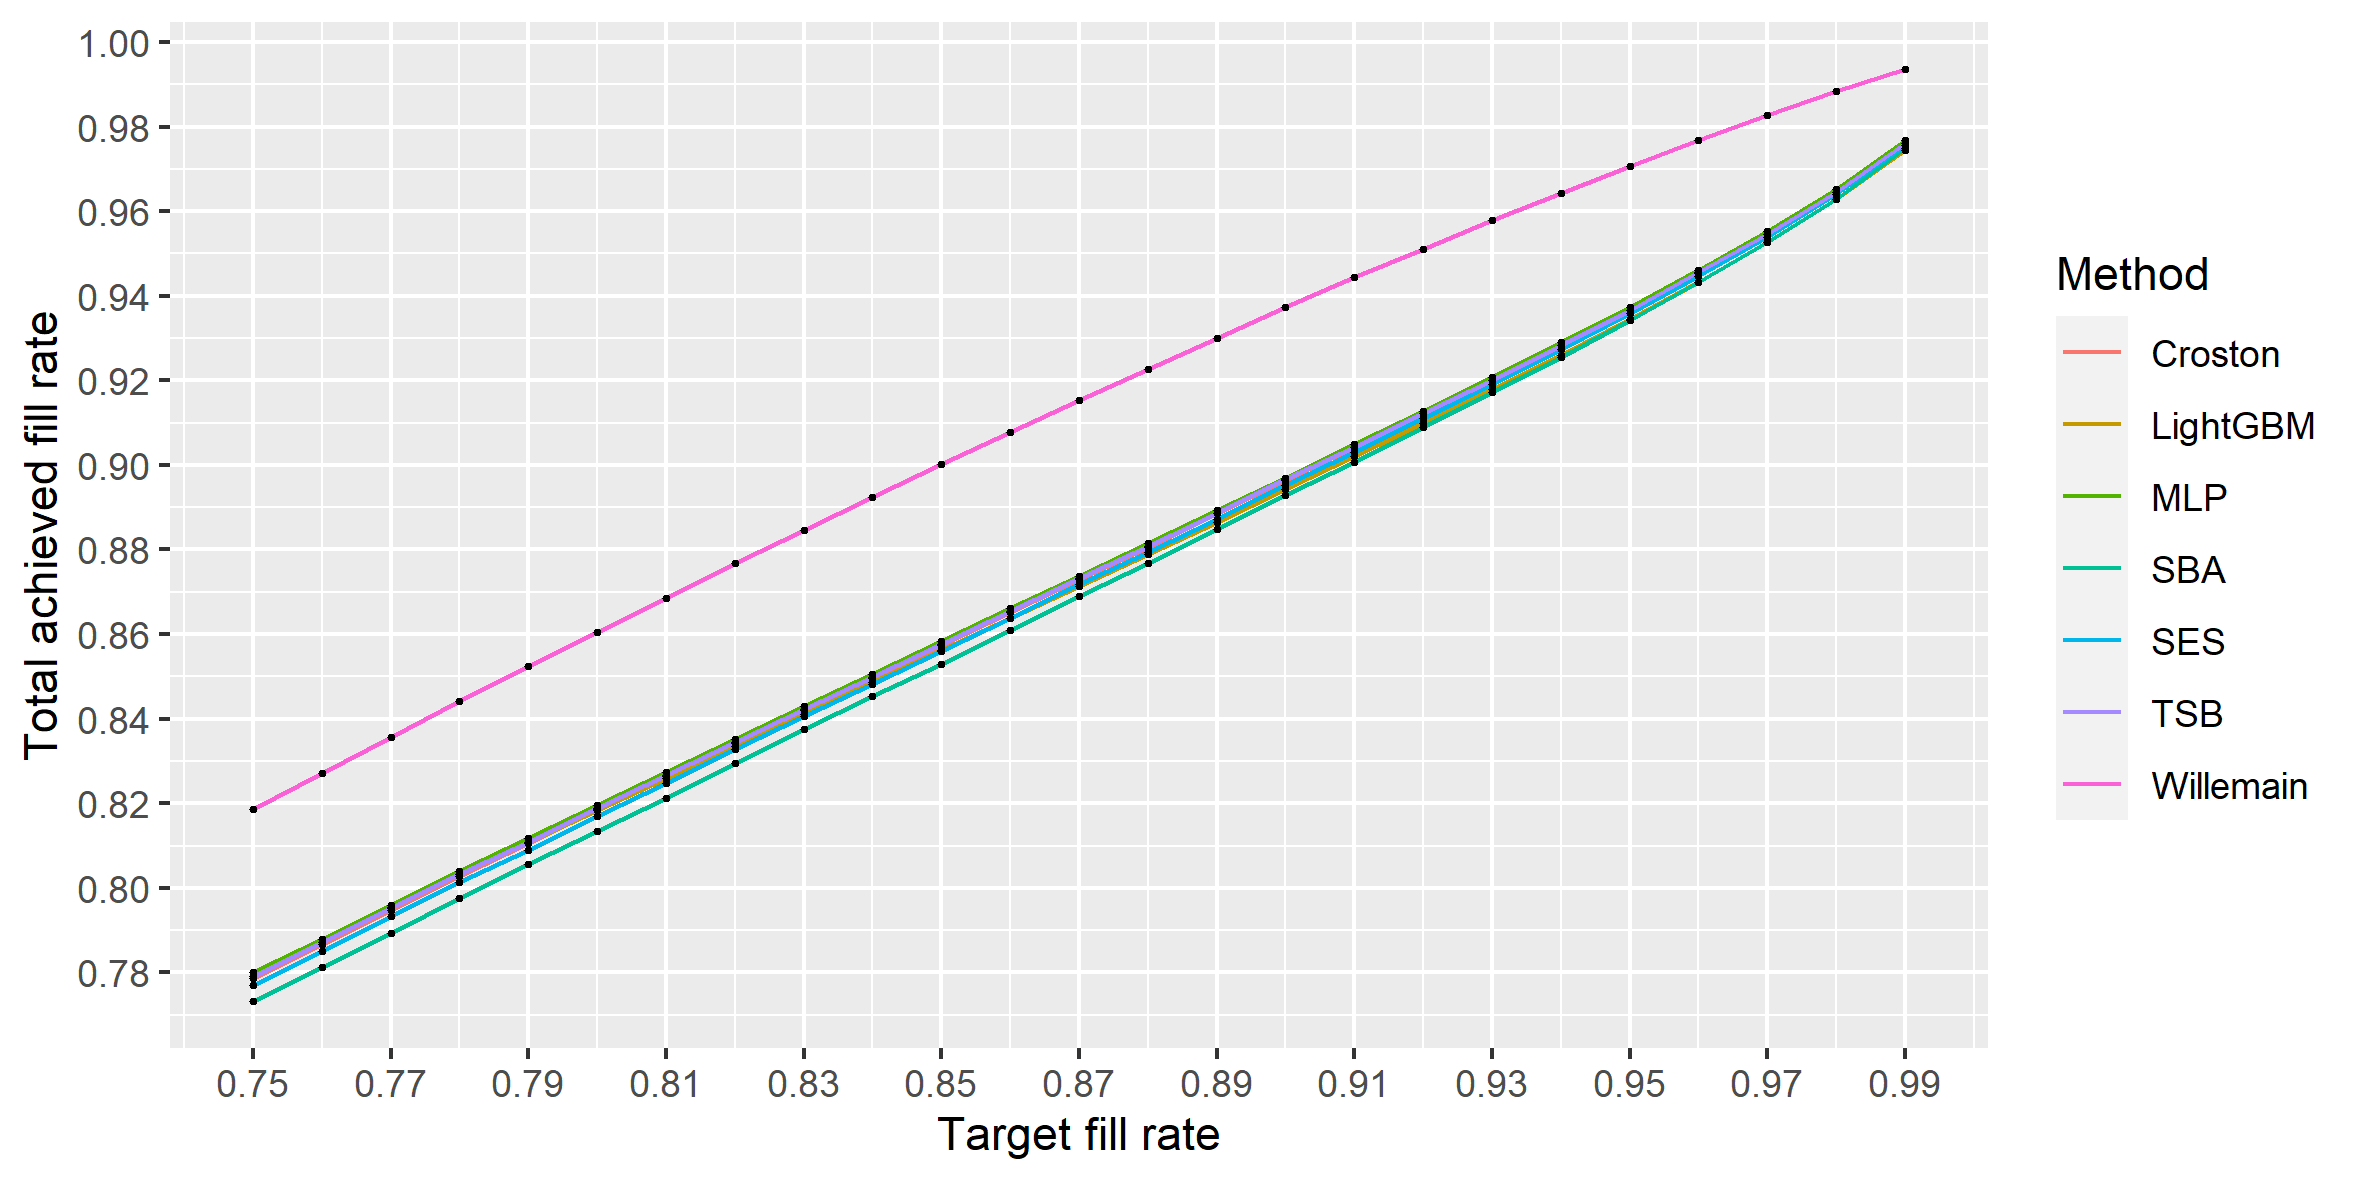 1.00
0.98
0.96
0.94
0.92
0.90
0.88
0.86
0.84
0.82
0.80
0.78
Total achieved fill rate
0.75 0.77 0.79 0.81 0.83 0.85 0.87 0.89 0.91 0.93 0.95 0.97 0.99
Target fill rate
Method
Croston
LightGBM
MLP
SBA
SES
TSB
Willemain